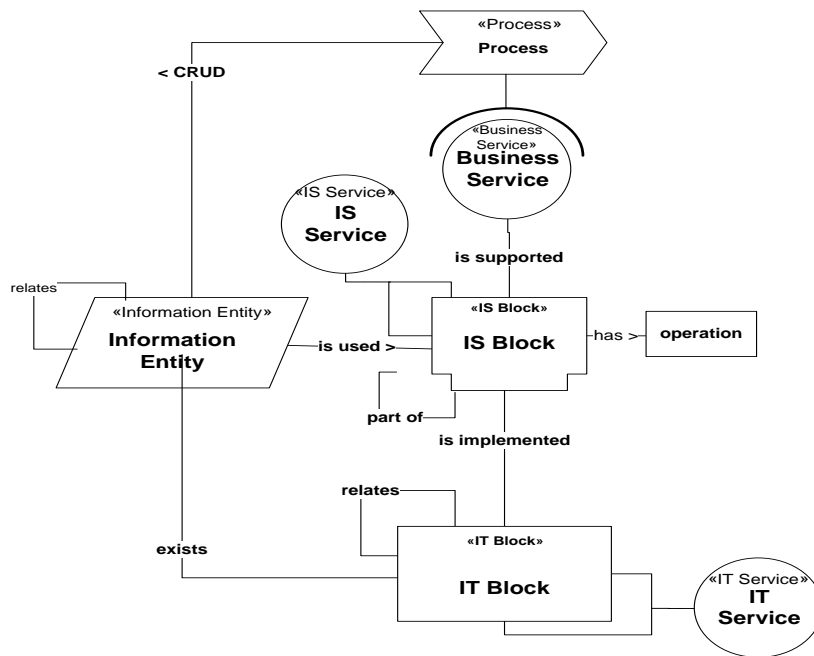 «Process»
Process
< CRUD
«Business
Service»
Business
Service
«IS Service»
IS
Service
is supported
relates
«Information Entity»
Information
Entity
is used >
«IS Block»
IS Block
has >
operation
part of
is implemented
relates
«IT Block»
IT Block
exists
«IT Service»
IT
Service